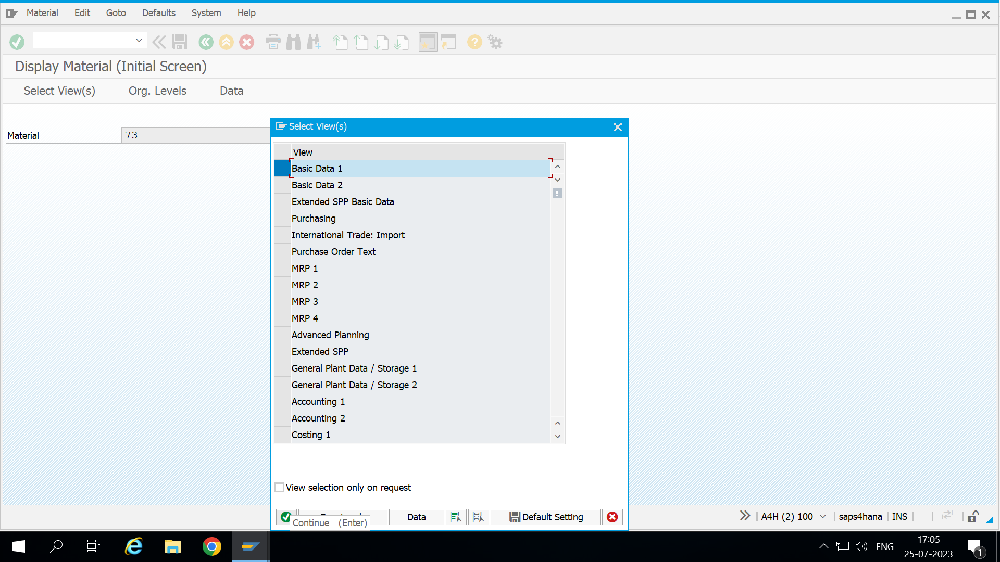 Material Edit Goto Defaults System Help
Display Material (Initial Screen)
Select View(s) Org. Levels Data
Material 73
Select View(s)
View
Basic Data 1
Basic Data 2
Extended SPP Basic Data
Purchasing
International Trade: Import
Purchase Order Text
MRP 1
MRP 2
MRP 3
MRP 4
Advanced Planning
Extended SPP
General Plant Data / Storage 1
General Plant Data / Storage 2
Accounting 1
Accounting 2
Costing 1
View selection only on request
Data Default Setting
Continue (Enter)
A4H (2) 100 saps4hana INS
ENG
17:05
25-07-2023
1